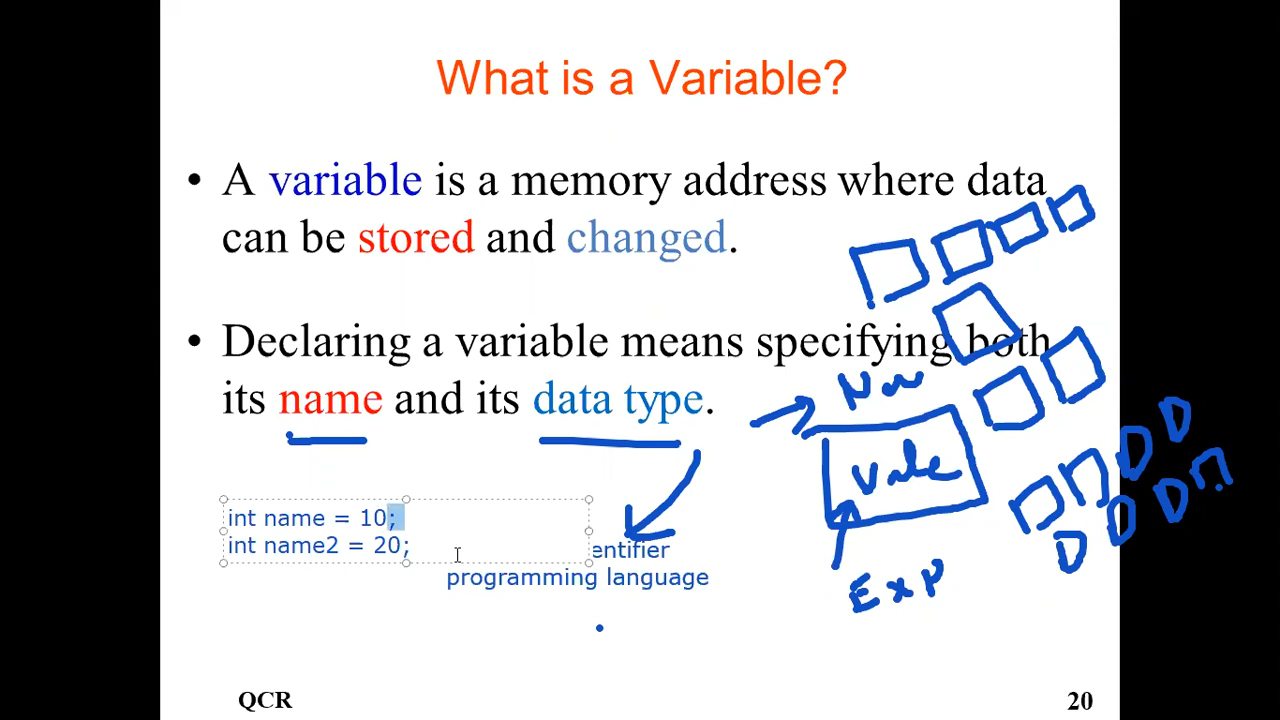 What is a Variable?
• A variable is a memory address where data
can be stored and changed.
• Declaring a variable means specifying both
its name and its data type.
int name = 10;
int name2 = 20;
entifier
programming language
Exp
QCR
20